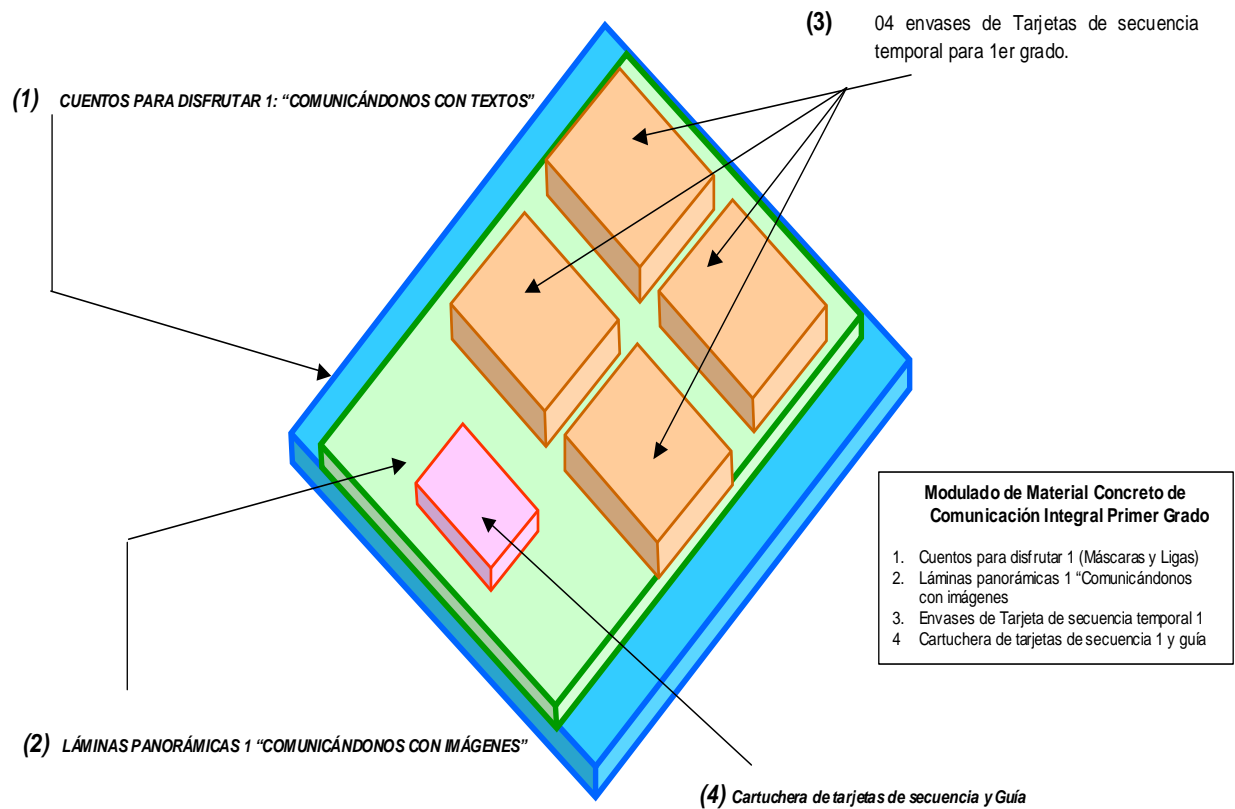 (3) 04 envases de Tarjetas de secuencia
temporal para 1er grado.
(1) CUENTOS PARA DISFRUTAR 1: “COMUNICÁNDONOS CON TEXTOS”
Modulado de Material Concreto de
Comunicación Integral Primer Grado
1. Cuentos para disfrutar 1 (Máscaras y Ligas)
2. Láminas panorámicas 1 “Comunicándonos
con imágenes
3. Envases de Tarjeta de secuencia temporal 1
4 Cartuchera de tarjetas de secuencia 1 y guía
(2) LÁMINAS PANORÁMICAS 1 “COMUNICÁNDONOS CON IMÁGENES”
(4) Cartuchera de tarjetas de secuencia y Guía